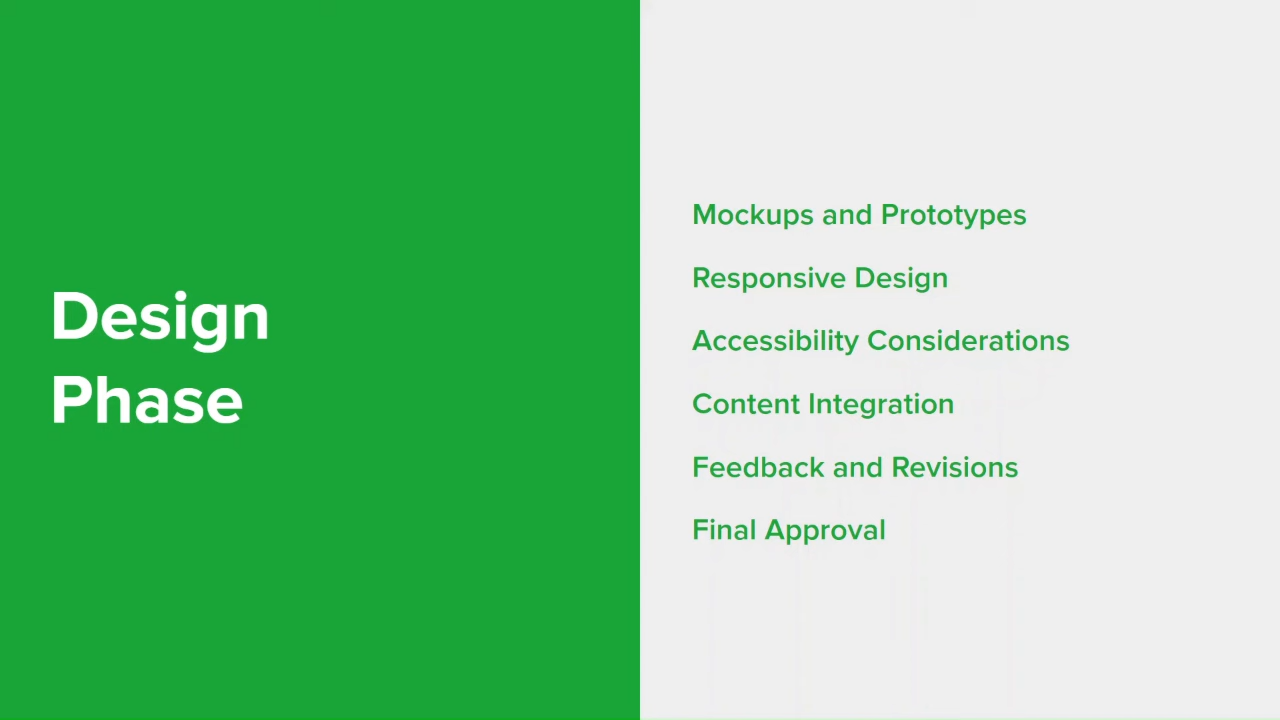 Design
Phase
Mockups and Prototypes
Responsive Design
Accessibility Considerations
Content Integration
Feedback and Revisions
Final Approval